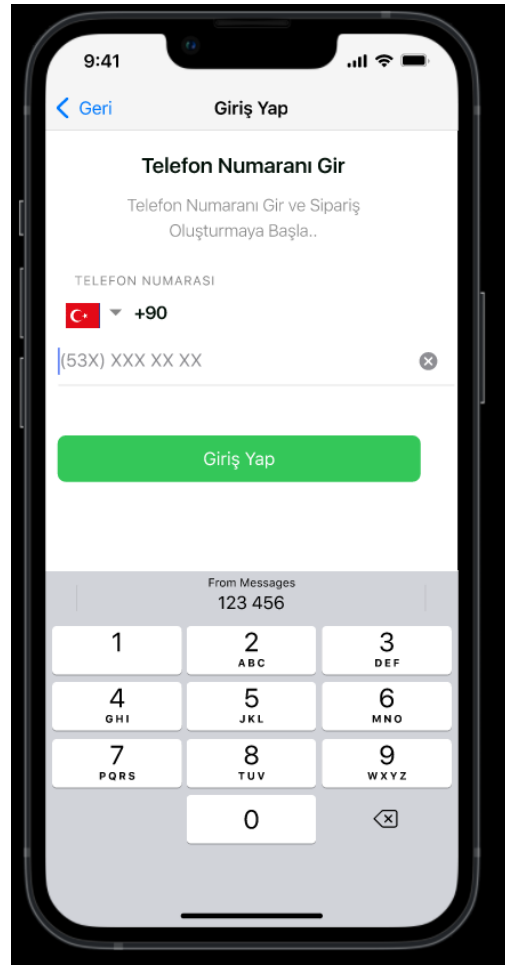 9:41
Geri
Giriş Yap
Telefon Numaranı Gir
Telefon Numaranı Gir ve Sipariş
Oluşturmaya Başla..
TELEFON NUMARASI
+90
(53X) XXX XX XX
Giriş Yap
From Messages
123 456
1
2
ABC
3
DEF
4
GHI
5
JKL
6
MNO
7
PQRS
8
TUV
9
WXYZ
0